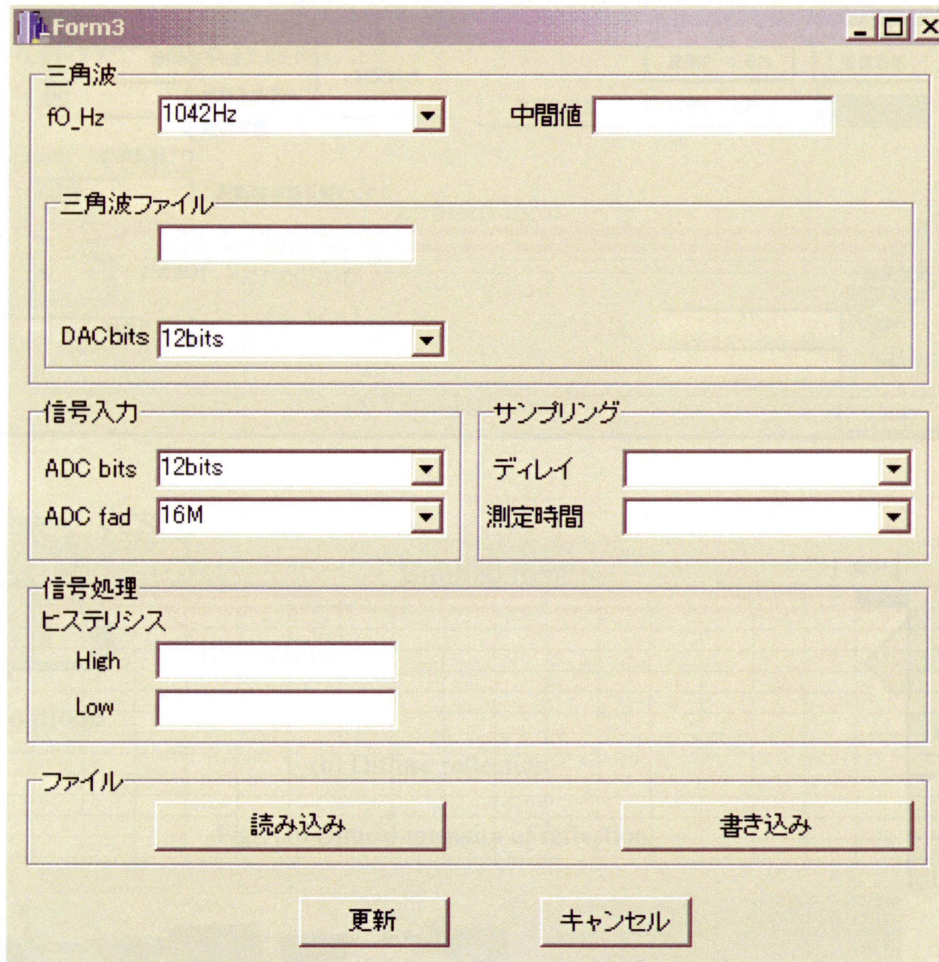 Form3
三角波
fO_Hz 1042Hz 中間値
三角波ファイル
DACbits 12bits
信号入力 サンプリング
ADC bits 12bits ディレイ
ADC fad 16M 測定時間
信号処理
ヒステリシス
High
Low
ファイル
読み込み 書き込み
更新 キャンセル